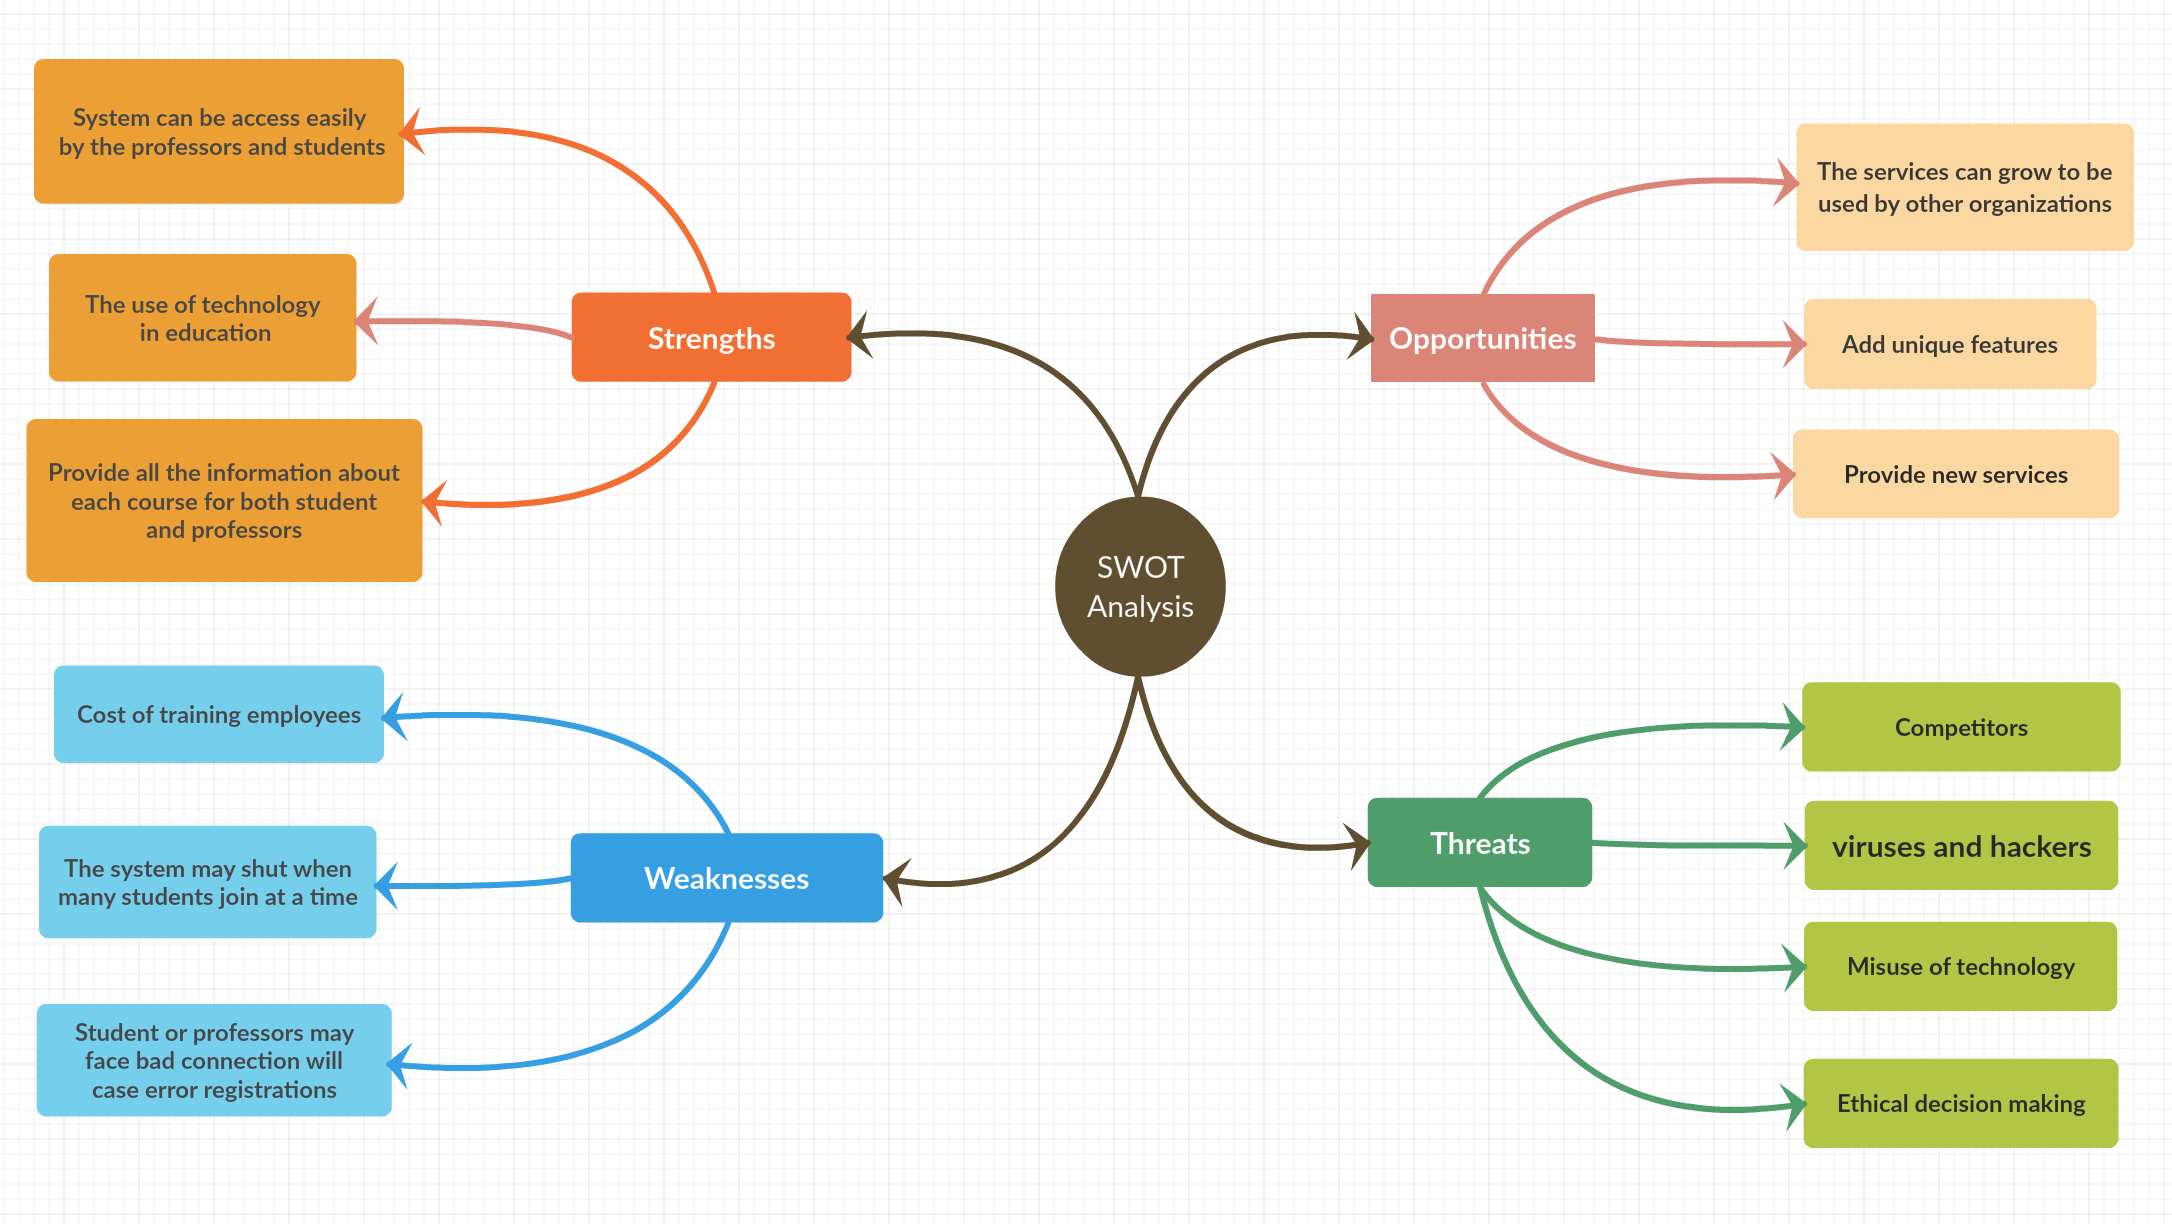 SWOT
Analysis
Strengths
System can be access easily
by the professors and students
The use of technology
in education
Provide all the information about
each course for both student
and professors
Weaknesses
Cost of training employees
The system may shut when
many students join at a time
Student or professors may
face bad connection will
case error registrations
Opportunities
The services can grow to be
used by other organizations
Add unique features
Provide new services
Threats
Competitors
viruses and hackers
Misuse of technology
Ethical decision making